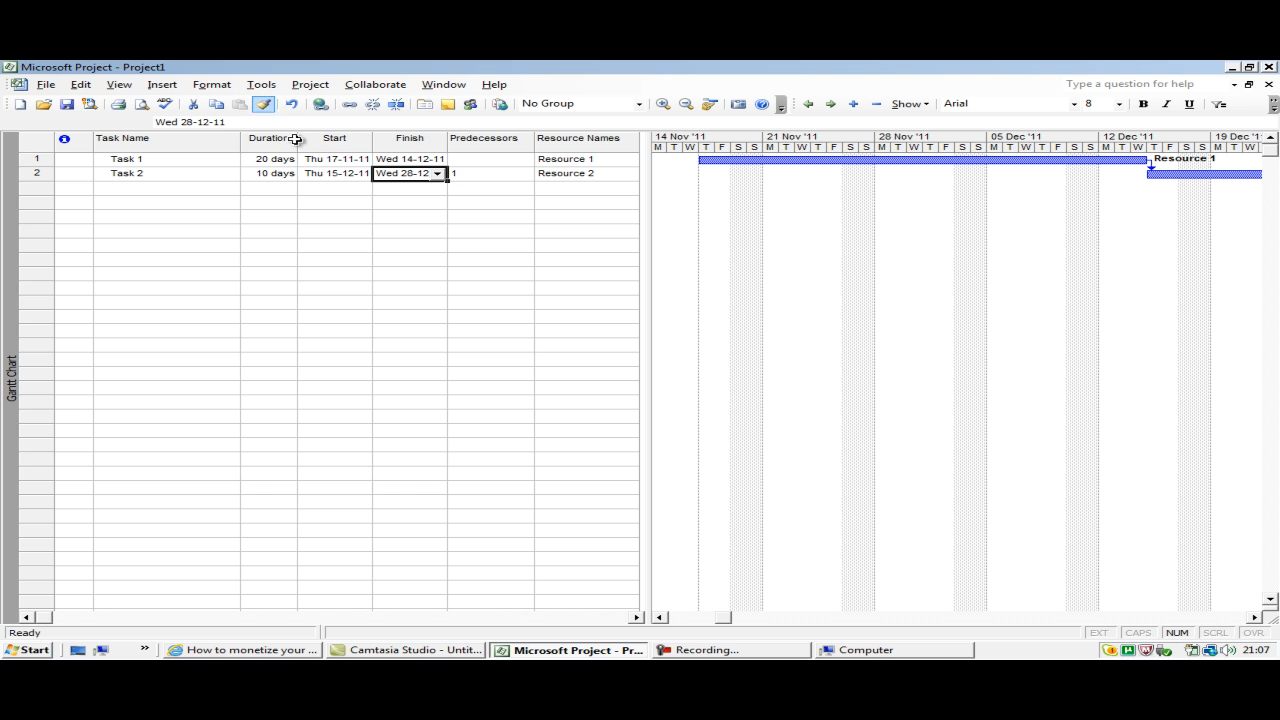 Microsoft Project - Project1
File Edit View Insert Format Tools Project Collaborate Window Help Type a question for help
No Group Show Arial 8 B I U
Wed 28-12-11
Task Name Duration Start Finish Predecessors Resource Names
14 Nov '11 21 Nov '11 28 Nov '11 05 Dec '11 12 Dec '11 19 Dec '1
M T W T F S S M T W T F S S M T W T F S S M T W T F S S M T W T F S S M T W
1 Task 1 20 days Thu 17-11-11 Wed 14-12-11 Resource 1 Resource 1
2 Task 2 10 days Thu 15-12-11 Wed 28-12 1 Resource 2
Gantt Chart
Ready EXT CAPS NUM SCRL OVR
Start How to monetize your ... Camtasia Studio - Untit... Microsoft Project - Pr... Recording... Computer 21:07